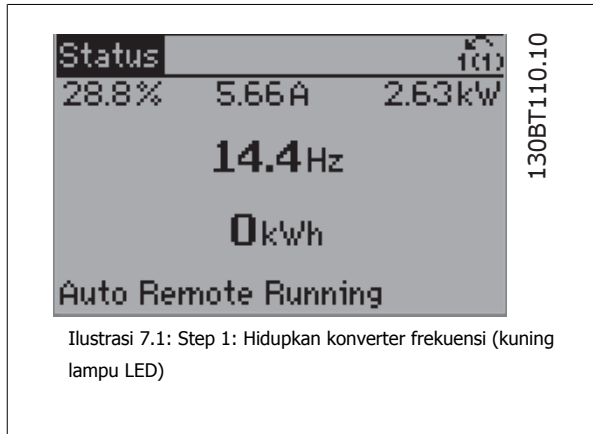 Status 1(1)
28.8% 5.66A 2.63kW
14.4Hz
0kWh
Auto Remote Running
130BT110.10
Ilustrasi 7.1: Step 1: Hidupkan konverter frekuensi (kuning
lampu LED)